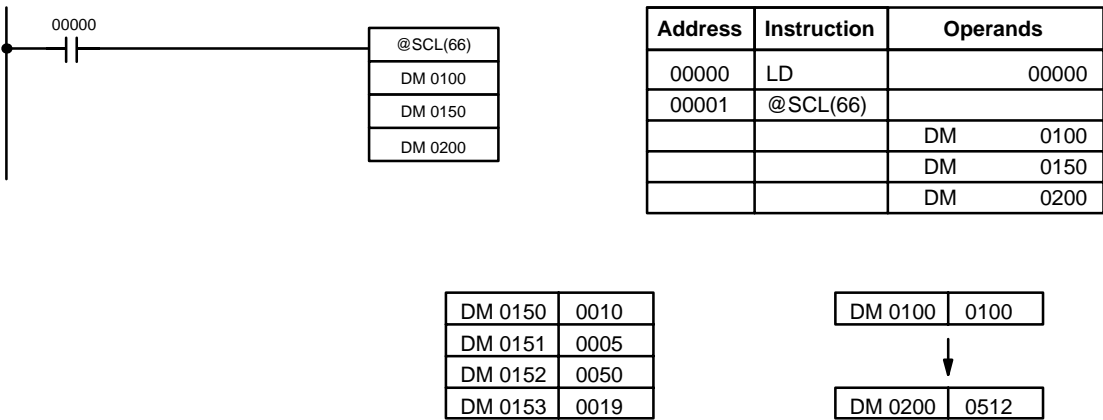 00000
@SCL(66)
DM 0100
DM 0150
DM 0200
Address Instruction Operands
00000 LD 00000
00001 @SCL(66)
DM 0100
DM 0150
DM 0200
DM 0150 0010
DM 0151 0005
DM 0152 0050
DM 0153 0019
DM 0100 0100
DM 0200 0512